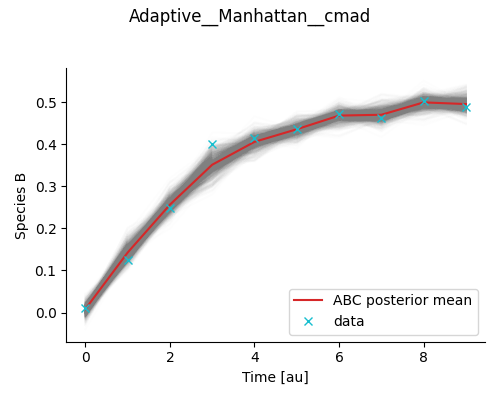 Adaptive__Manhattan__cmad
Species B
0.5
0.4
0.3
0.2
0.1
0.0
ABC posterior mean
data
0 2 4 6 8
Time [au]